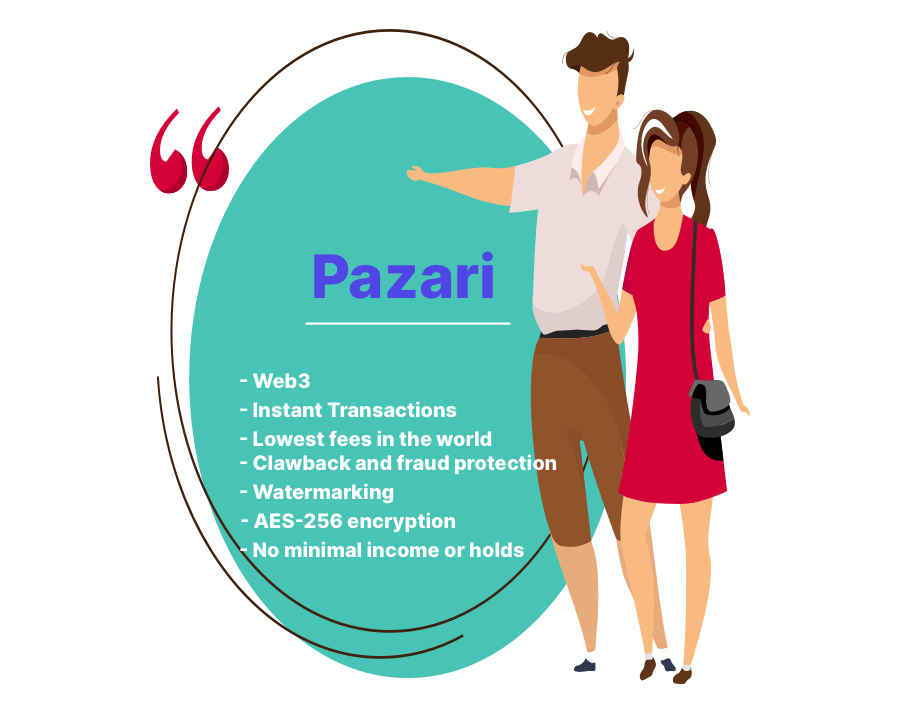 Pazari
- Web3
- Instant Transactions
- Lowest fees in the world
- Clawback and fraud protection
- Watermarking
- AES-256 encryption
- No minimal income or holds